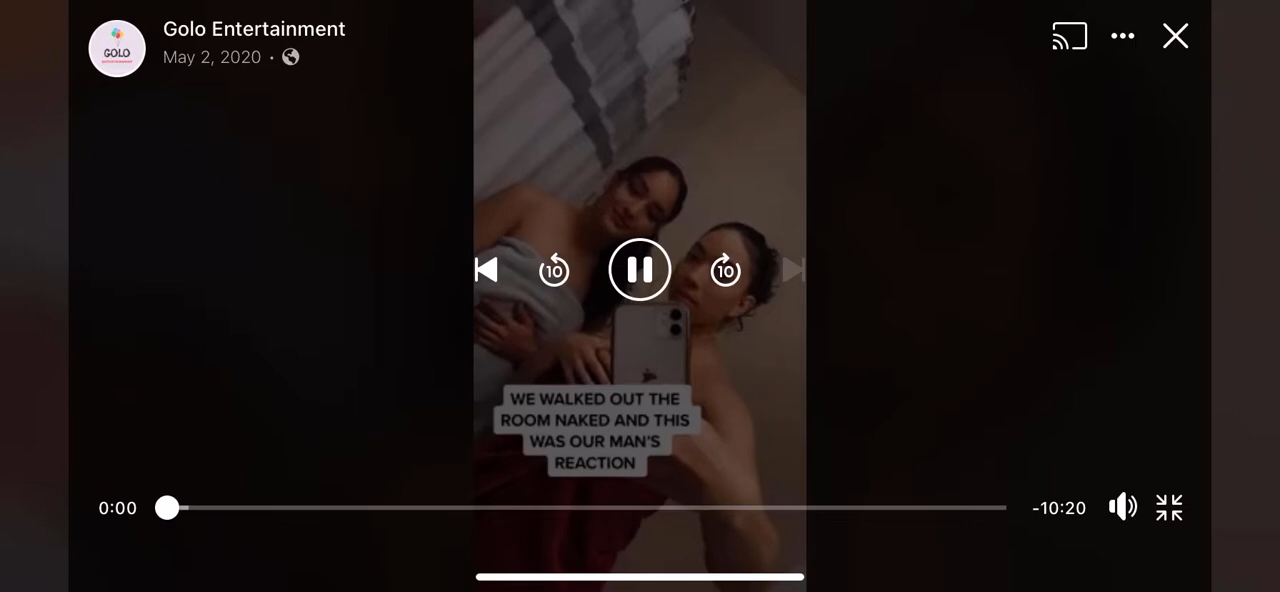 Golo Entertainment
May 2, 2020 ·
GOLO
10
10
WE WALKED OUT THE
ROOM NAKED AND THIS
WAS OUR MAN'S
REACTION
0:00
-10:20